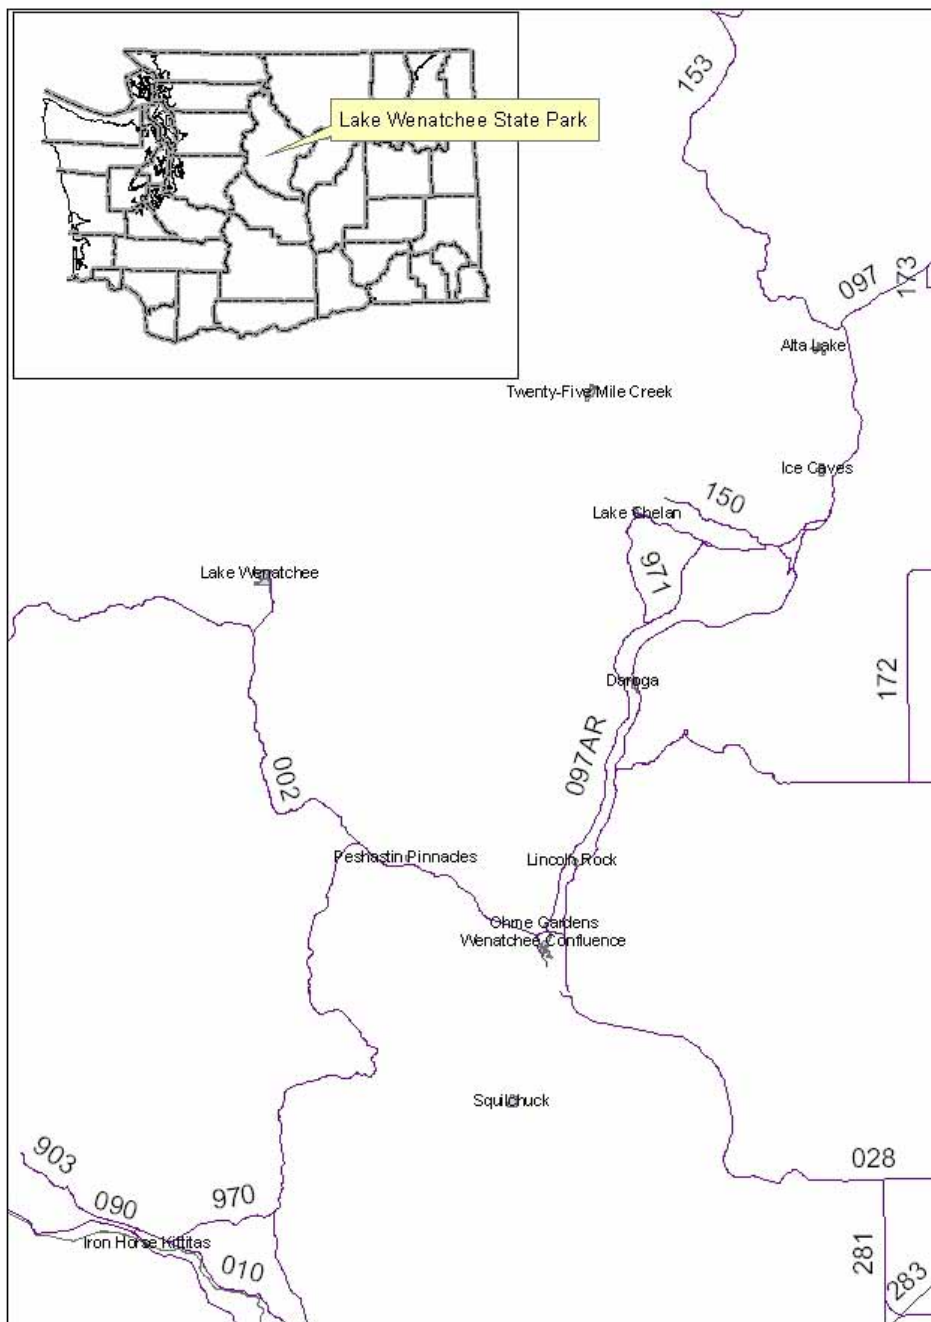 Lake Wenatchee State Park
153
097
173
Alta Lake
Twenty-Five Mile Creek
Ice Caves
150
Lake Chelan
971
Lake Wenatchee
172
Daroga
097AR
002
Peshastin Pinnacles
Lincoln Rock
Ohme Gardens
Wenatchee Confluence
Squilchuck
903
028
970
090
Iron Horse Kittitas
010
281
283